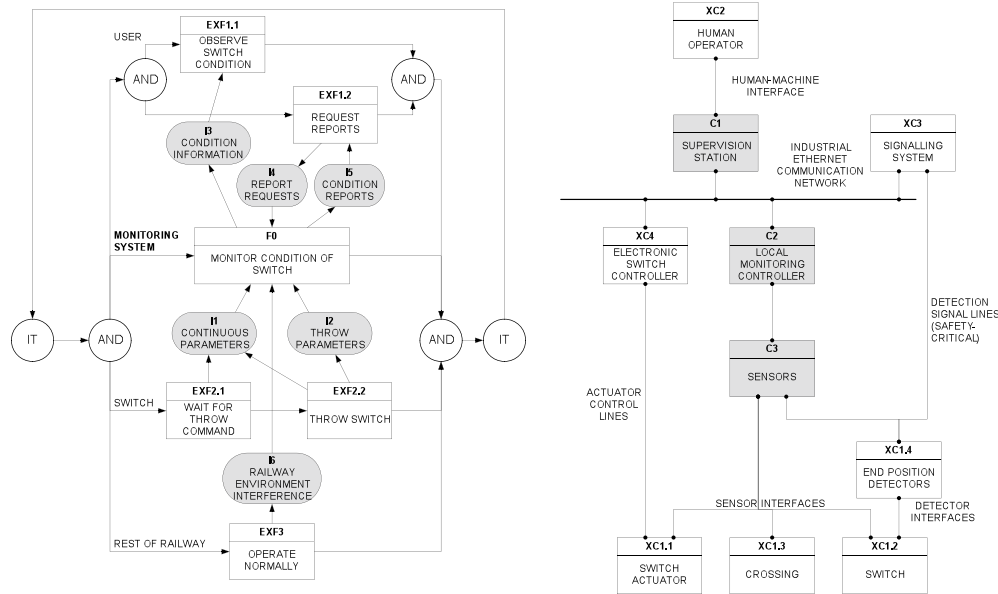 EXF1.1
OBSERVE
SWITCH
CONDITION
USER
AND
AND
EXF1.2
REQUEST
REPORTS
I3
CONDITION
INFORMATION
I4
REPORT
REQUESTS
I5
CONDITION
REPORTS
MONITORING
SYSTEM
F0
MONITOR CONDITION OF
SWITCH
IT
AND
I1
CONTINUOUS
PARAMETERS
I2
THROW
PARAMETERS
AND
IT
SWITCH
EXF2.1
WAIT FOR
THROW
COMMAND
EXF2.2
THROW SWITCH
I6
RAILWAY
ENVIRONMENT
INTERFERENCE
REST OF RAILWAY
EXF3
OPERATE
NORMALLY
XC2
HUMAN
OPERATOR
HUMAN-MACHINE
INTERFACE
C1
SUPERVISION
STATION
XC3
SIGNALLING
SYSTEM
INDUSTRIAL
ETHERNET
COMMUNICATION
NETWORK
XC4
ELECTRONIC
SWITCH
CONTROLLER
C2
LOCAL
MONITORING
CONTROLLER
DETECTION
SIGNAL LINES
(SAFETY-
CRITICAL)
C3
SENSORS
ACTUATOR
CONTROL
LINES
XC1.4
END POSITION
DETECTORS
SENSOR INTERFACES
DETECTOR
INTERFACES
XC1.1
SWITCH
ACTUATOR
XC1.3
CROSSING
XC1.2
SWITCH